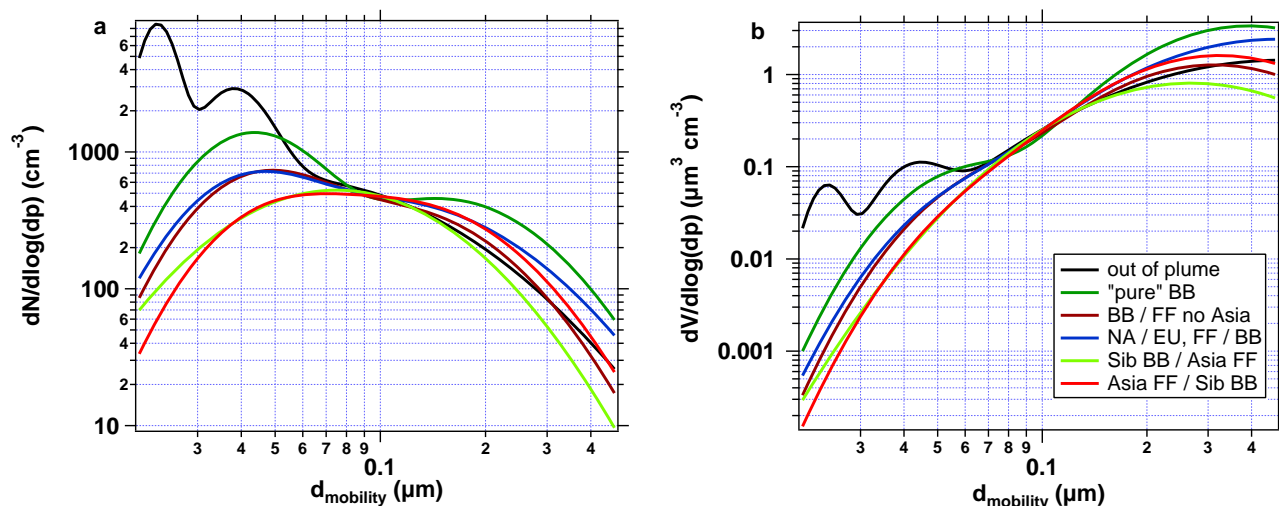 a
6
4
2
1000
6
4
2
100
6
4
2
10
dN/dlog(dp) (cm⁻³)
3 4 5 6 7 8 9 0.1 2 3 4
d_mobility (µm)
b
1
0.1
0.01
0.001
dV/dlog(dp) (µm³ cm⁻³)
out of plume
"pure" BB
BB / FF no Asia
NA / EU, FF / BB
Sib BB / Asia FF
Asia FF / Sib BB
3 4 5 6 7 8 9 0.1 2 3 4
d_mobility (µm)